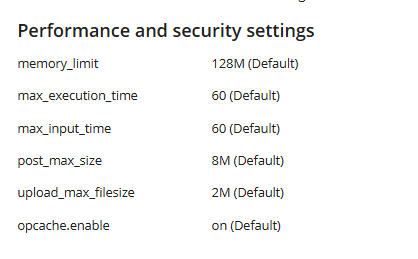 Performance and security settings
memory_limit 128M (Default)
max_execution_time 60 (Default)
max_input_time 60 (Default)
post_max_size 8M (Default)
upload_max_filesize 2M (Default)
opcache.enable on (Default)